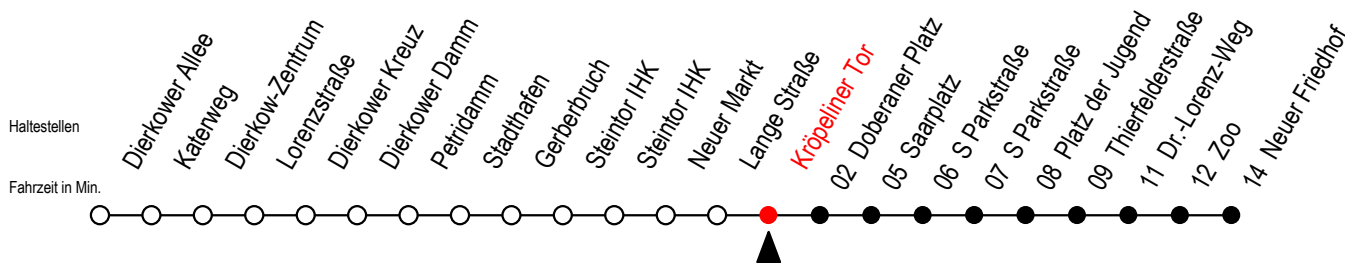 Haltestellen
Fahrzeit in Min.
Dierkower Allee
Katerweg
Dierkow-Zentrum
Lorenzstraße
Dierkower Kreuz
Dierkower Damm
Petridamm
Stadthafen
Gerberbruch
Steintor IHK
Steintor IHK
Neuer Markt
Lange Straße
Kröpeliner Tor
02 Doberaner Platz
05 Saarplatz
06 S Parkstraße
07 S Parkstraße
08 Platz der Jugend
09 Thierfelderstraße
11 Dr.-Lorenz-Weg
12 Zoo
14 Neuer Friedhof